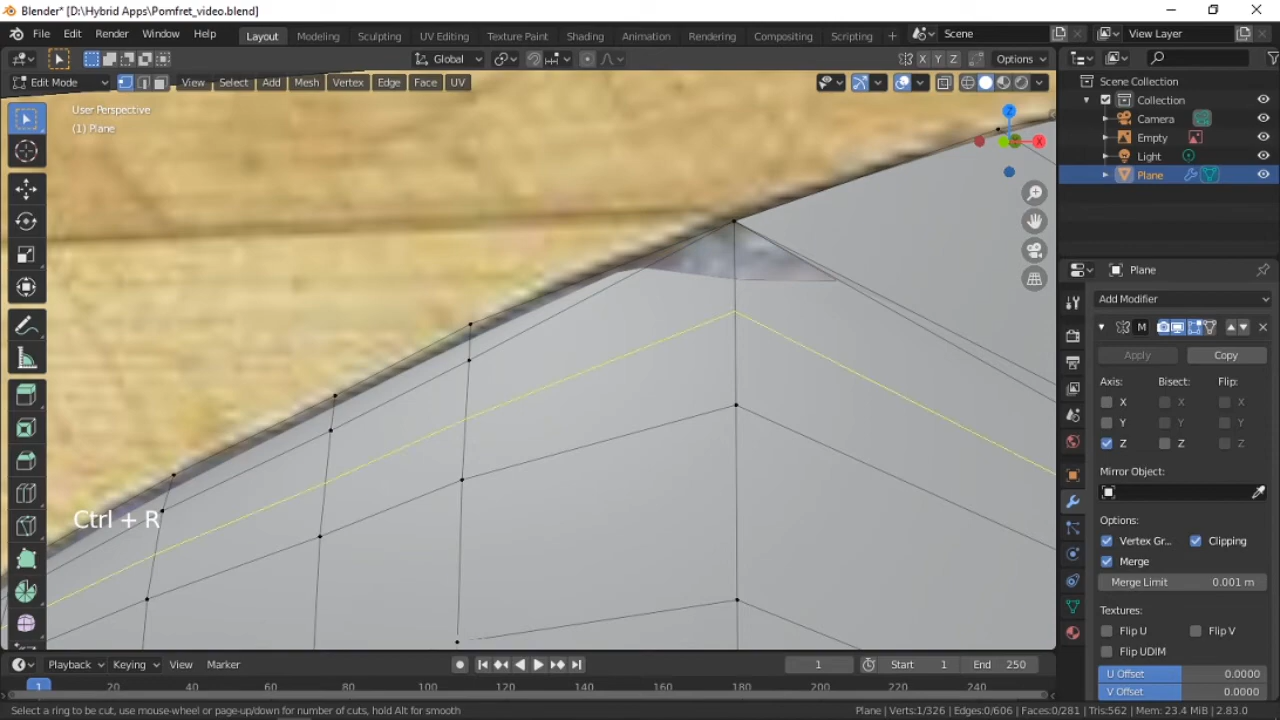 Blender* [D:\Hybrid Apps\Pomfret_video.blend]
File Edit Render Window Help Layout Modeling Sculpting UV Editing Texture Paint Shading Animation Rendering Compositing Scripting + Scene View Layer
Global X Y Z Options
Edit Mode View Select Add Mesh Vertex Edge Face UV
Scene Collection
Collection
Camera
Empty
Light
Plane
User Perspective
(1) Plane
Z
X
Plane
Add Modifier
M
Apply Copy
Axis: Bisect: Flip:
X X X
Y Y Y
Z Z Z
Mirror Object:
Options:
Vertex Gr... Clipping
Merge
Merge Limit 0.001 m
Textures:
Flip U Flip V
Flip UDIM
U Offset 0.0000
V Offset 0.0000
Ctrl + R
Playback Keying View Marker 1 Start 1 End 250
1 20 40 60 80 100 120 140 160 180 200 220 240
Select a ring to be cut, use mouse-wheel or page-up/down for number of cuts, hold Alt for smooth
Plane | Verts:1/326 | Edges:0/606 | Faces:0/281 | Tris:562 | Mem: 23.4 MiB | 2.83.0